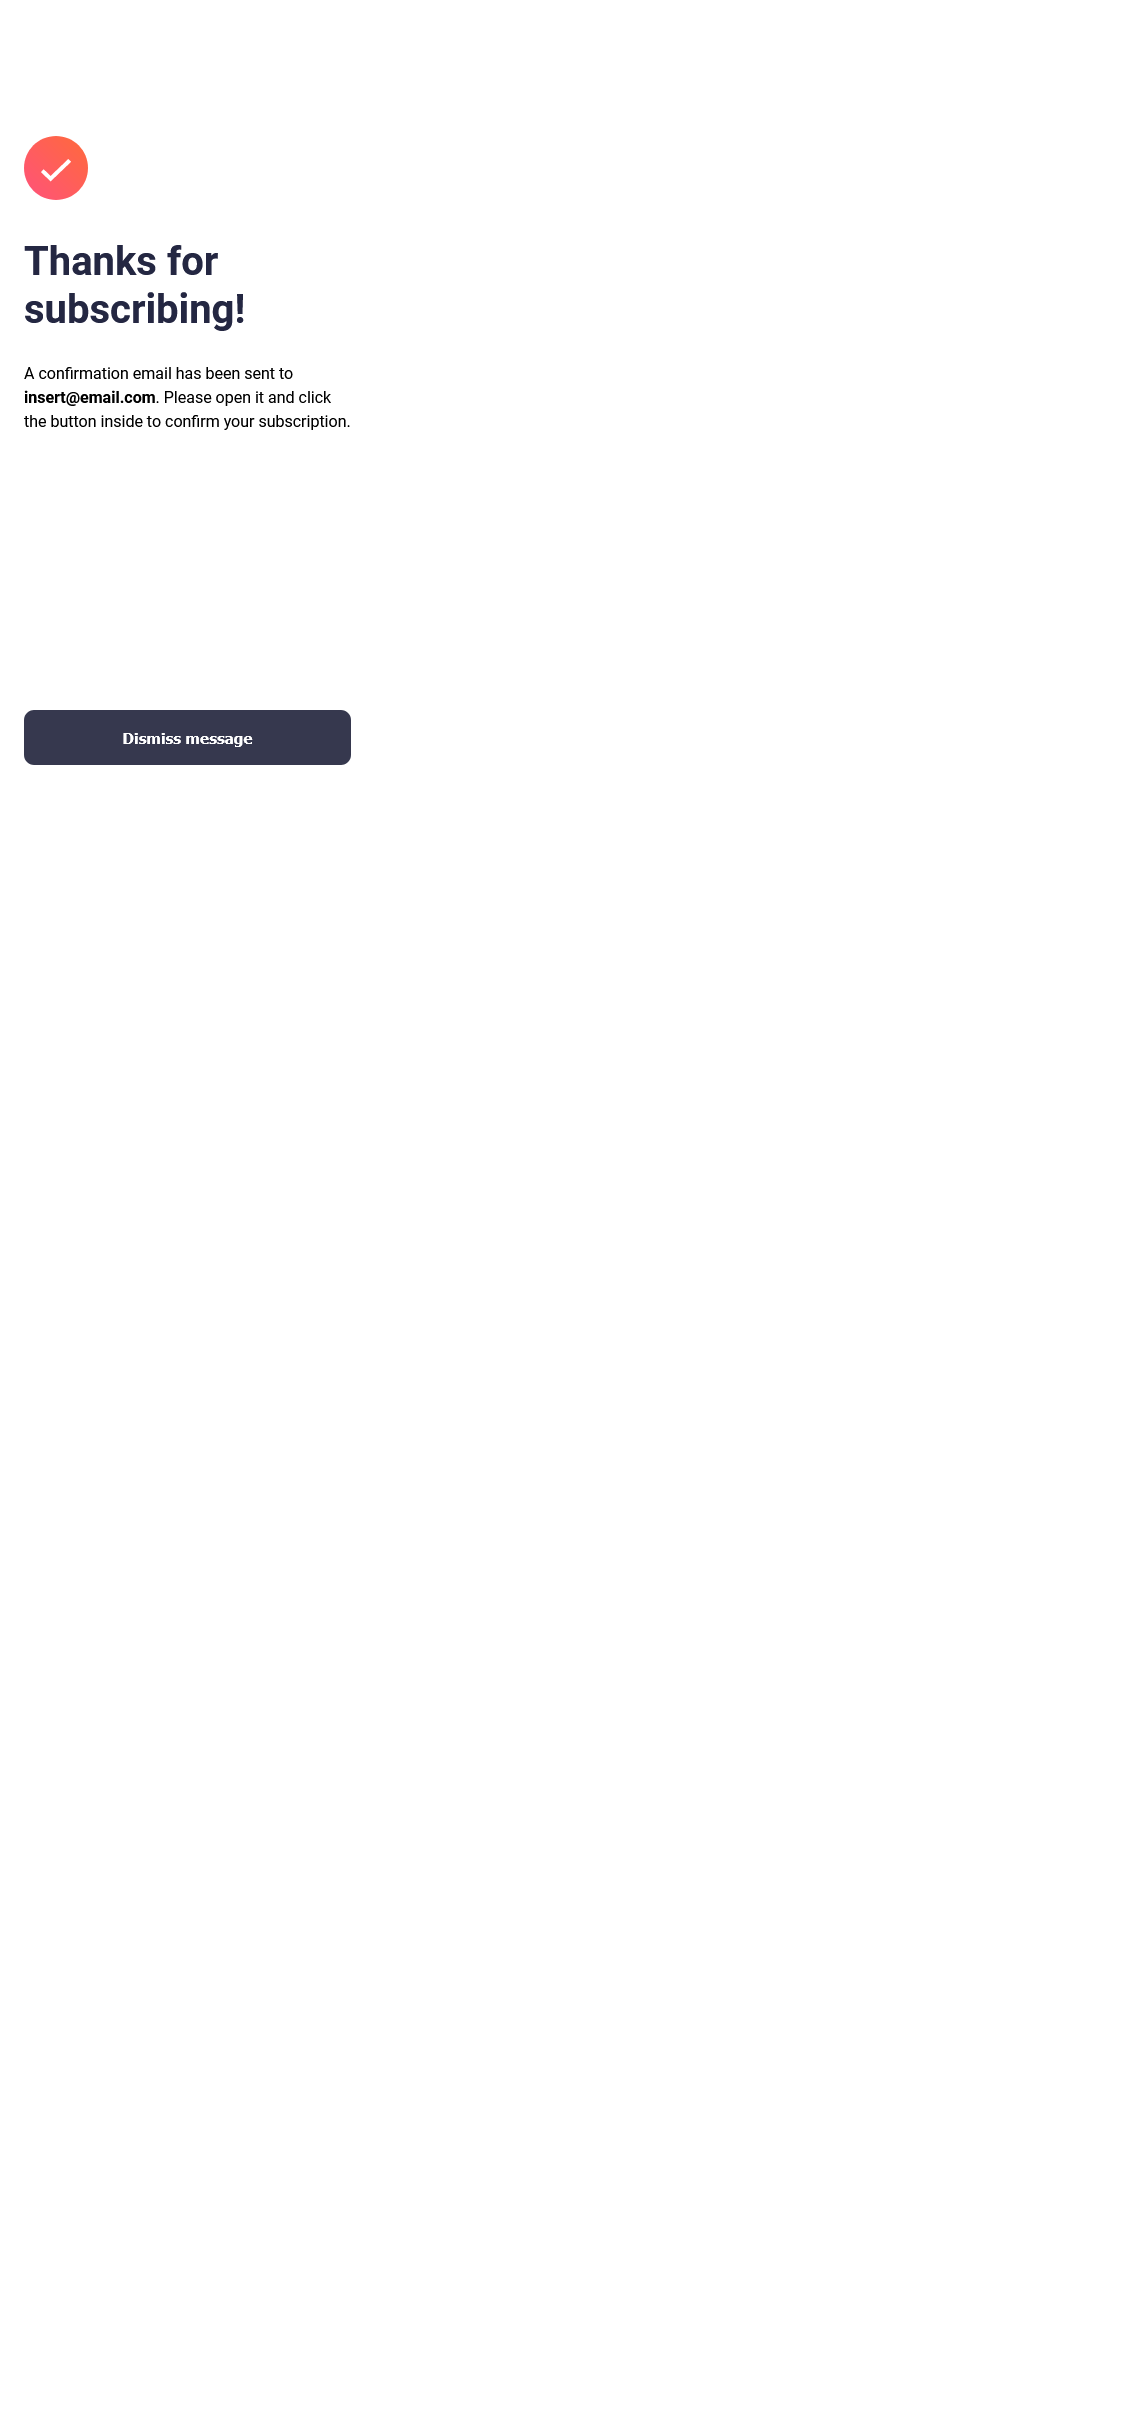 Thanks for
subscribing!
A confirmation email has been sent to
insert@email.com. Please open it and click
the button inside to confirm your subscription.
Dismiss message